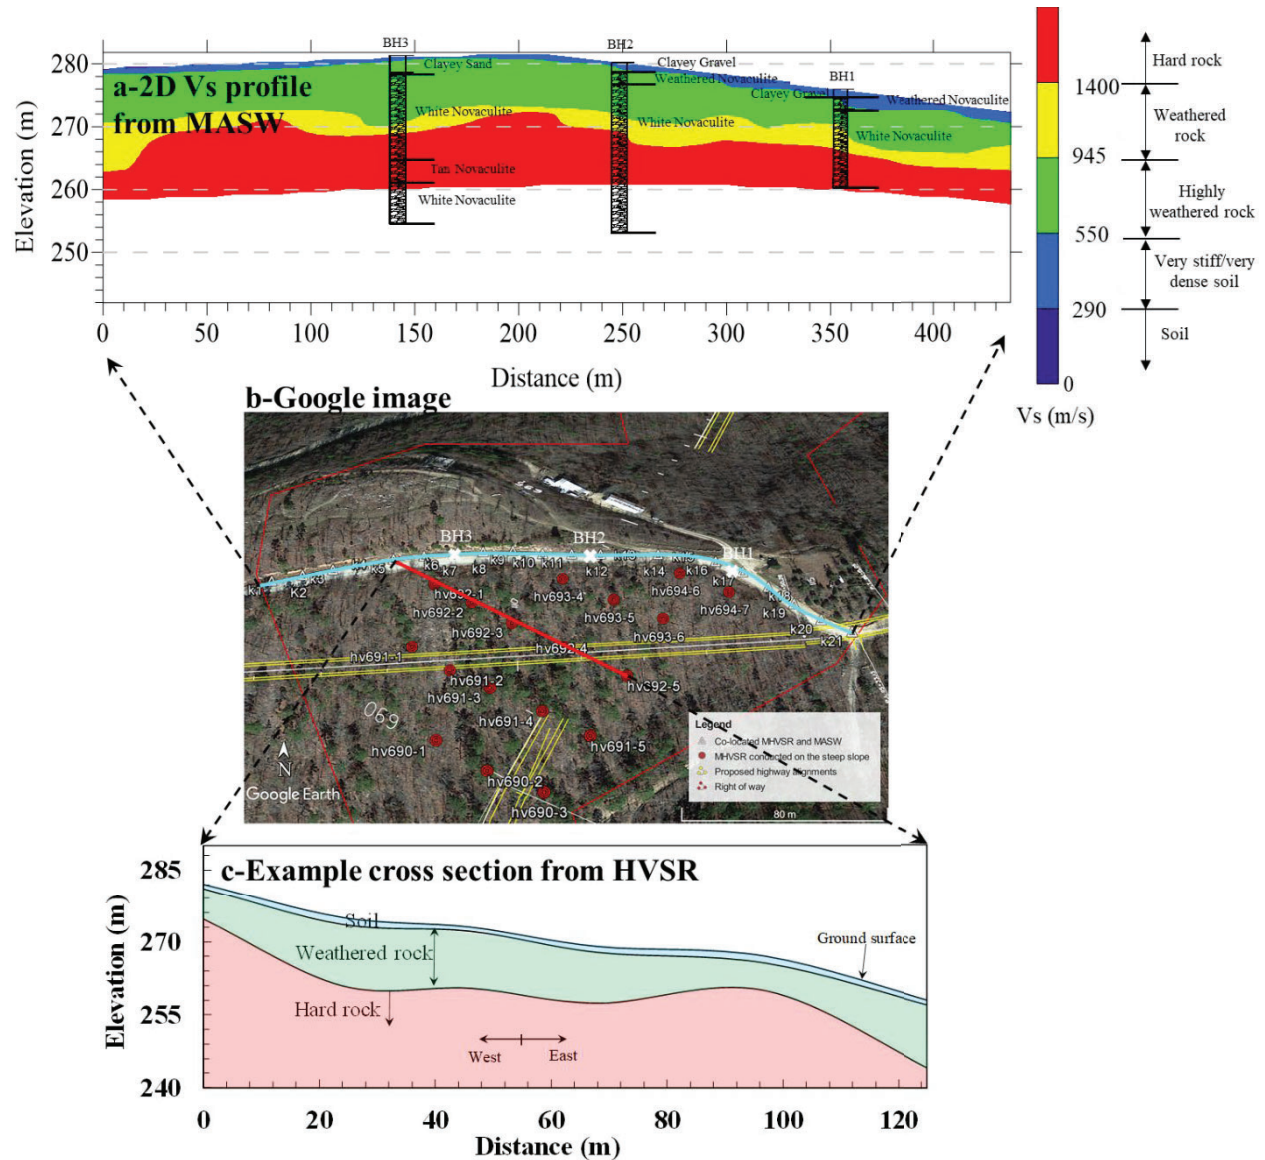 a-2D Vs profile
from MASW
Elevation (m)
280
270
260
250
BH3
BH2
BH1
Clayey Sand
White Novaculite
Tan Novaculite
White Novaculite
Clayey Gravel
Weathered Novaculite
White Novaculite
Clayey Gravel
Weathered Novaculite
White Novaculite
0
50
100
150
200
250
300
350
400
Distance (m)
1400
945
550
290
0
Vs (m/s)
Hard rock
Weathered
rock
Highly
weathered rock
Very stiff/very
dense soil
Soil
b-Google image
BH3
BH2
BH1
k1
K2
k3
k5
k6
k7
k8
k9
k10
k11
k12
k14
k16
k17
k19
k20
k21
hv692-1
hv692-2
hv692-3
hv692-4
hv392-5
hv693-4
hv693-5
hv693-6
hv694-6
hv694-7
hv691-1
hv691-2
hv691-3
hv691-4
hv691-5
hv690-1
hv690-2
hv690-3
690
N
Google Earth
Legend
Co-located MHVSR and MASW
MHVSR conducted on the steep slope
Proposed highway alignments
Right of way
80 m
c-Example cross section from HVSR
Elevation (m)
285
270
255
240
Soil
Weathered rock
Hard rock
Ground surface
West
East
0
20
40
60
80
100
120
Distance (m)